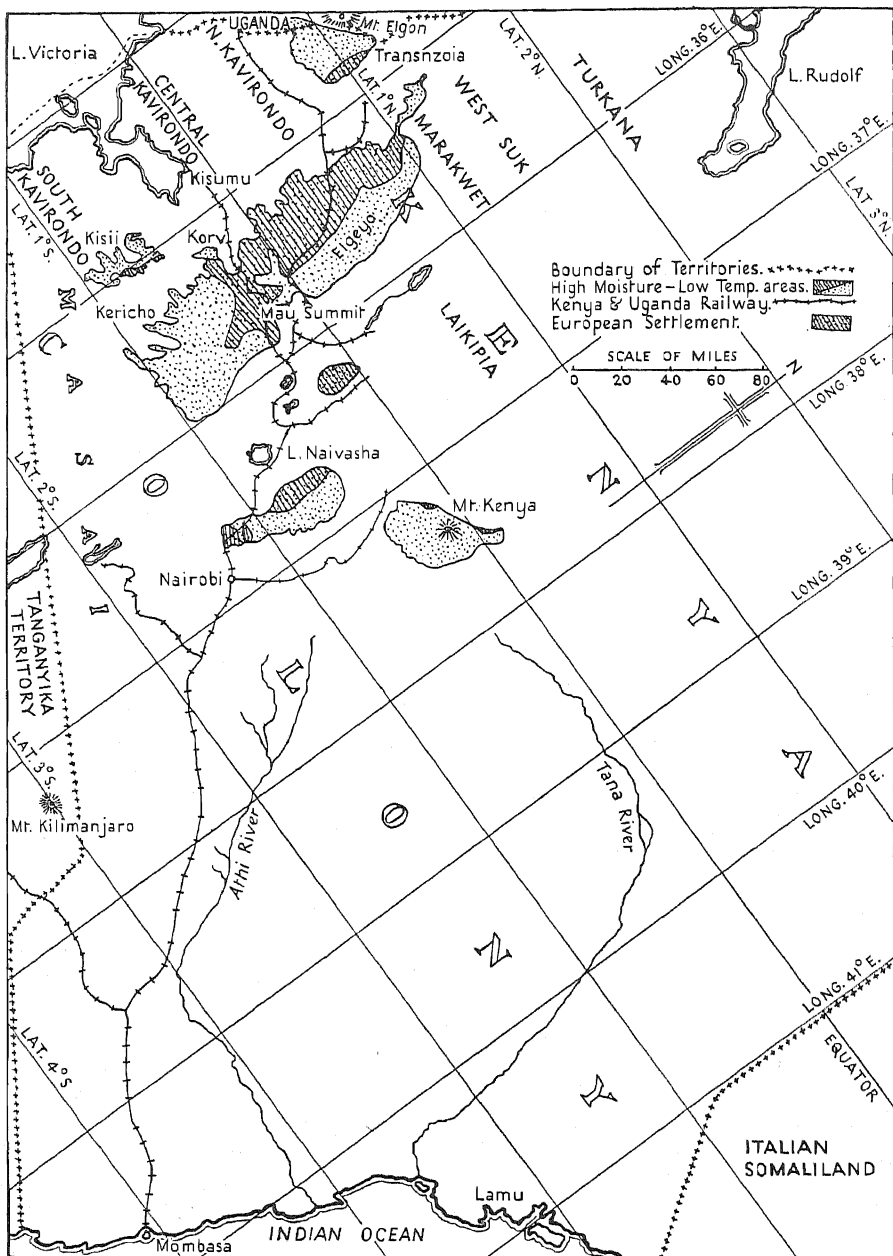 UGANDA
Mt. Elgon
L. Victoria
Transnzoia
N. KAVIRONDO
CENTRAL
KAVIRONDO
LAT. 1°N.
LAT. 2°N.
WEST SUK
TURKANA
LONG. 36°E.
L. Rudolf
MARAKWET
LONG. 37°E.
LAT 3°N.
SOUTH
KAVIRONDO
LAT. 1°S.
Kisumu
Kisii
Korv.
Elgeyo
Kericho
Mau Summit
LAIKIPIA
Boundary of Territories.
High Moisture-Low Temp. areas.
Kenya & Uganda Railway.
European Settlement.
SCALE OF MILES
0 20 40 60 80
N
LONG. 38°E.
MCASAI
KENYA
COLONY
L. Naivasha
LAT. 2°S.
Mt. Kenya
Nairobi
LONG. 39°E.
TANGANYIKA
TERRITORY
LAT. 3°S.
Mt. Kilimanjaro
Athi River
Tana River
LONG. 40°E.
LONG. 41°E.
LAT. 4°S
EQUATOR
ITALIAN
SOMALILAND
Lamu
INDIAN OCEAN
Mombasa